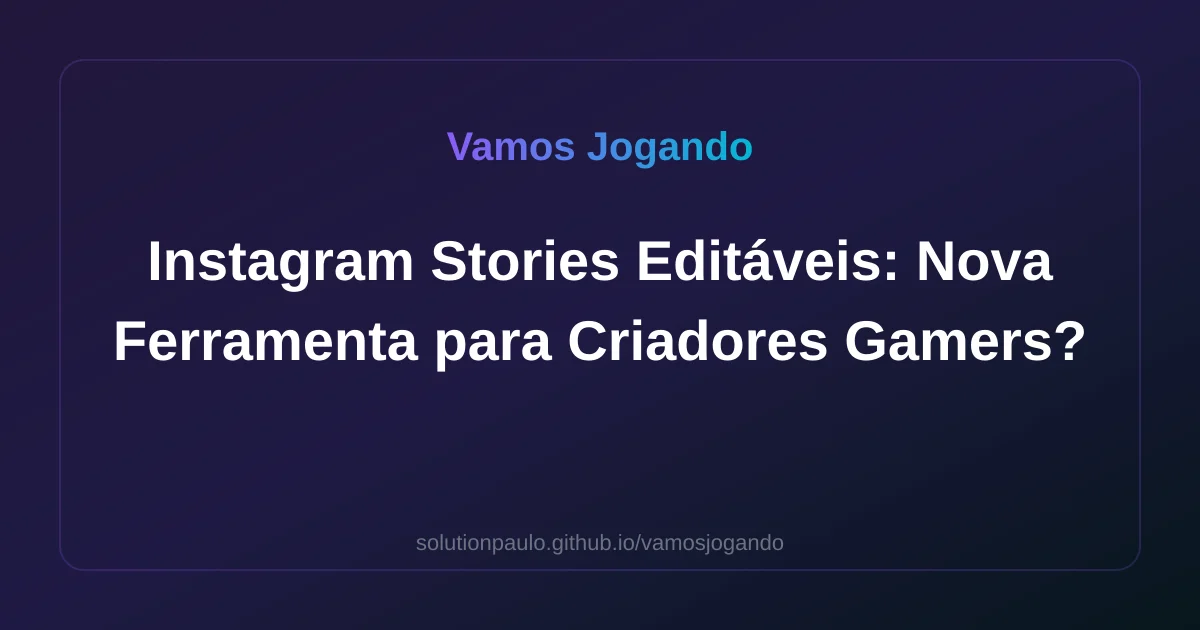 Vamos Jogando
Instagram Stories Editáveis: Nova
Ferramenta para Criadores Gamers?
solutionpaulo.github.io/vamosjogando